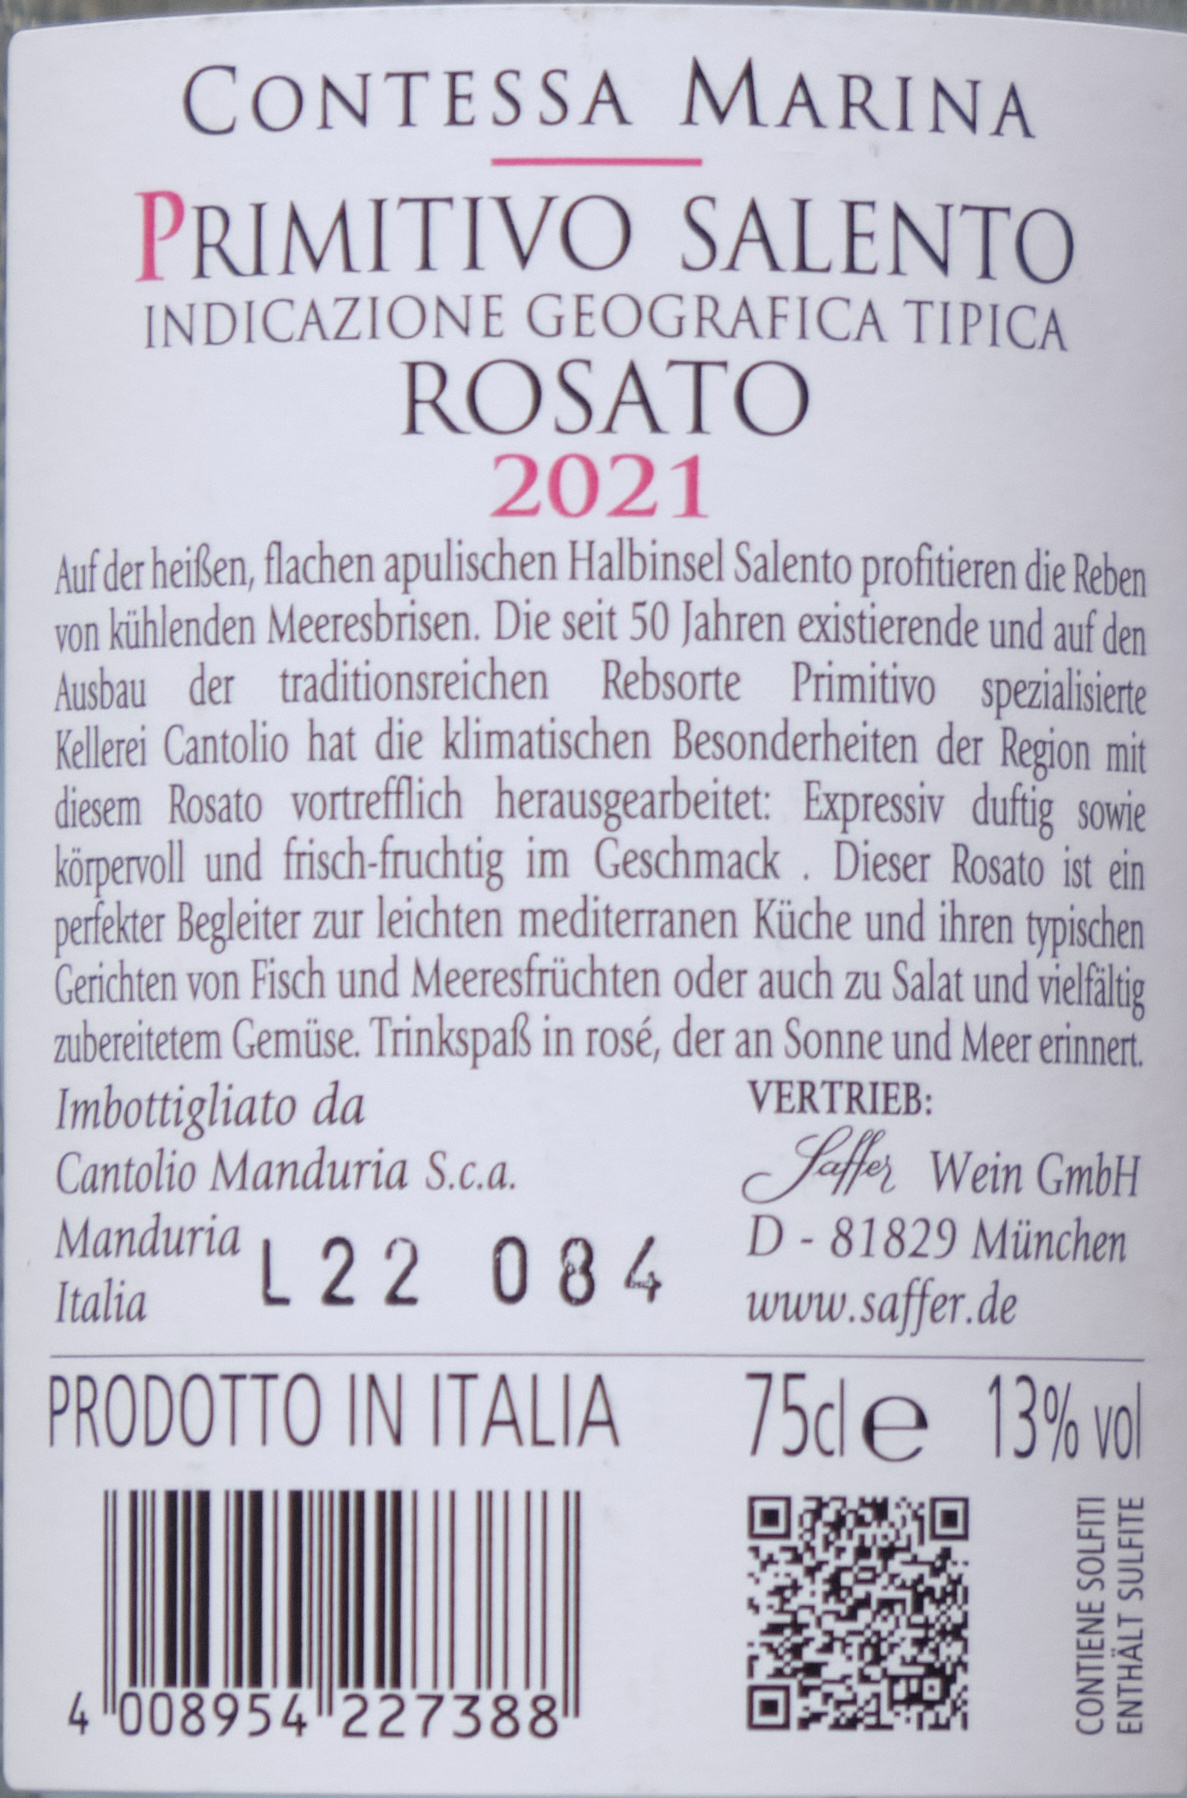 CONTESSA MARINA
PRIMITIVO SALENTO
INDICAZIONE GEOGRAFICA TIPICA
ROSATO
2021
Auf der heißen, flachen apulischen Halbinsel Salento profitieren die Reben
von kühlenden Meeresbrisen. Die seit 50 Jahren existierende und auf den
Ausbau der traditionsreichen Rebsorte Primitivo spezialisierte
Kellerei Cantolio hat die klimatischen Besonderheiten der Region mit
diesem Rosato vortrefflich herausgearbeitet: Expressiv duftig sowie
körpervoll und frisch-fruchtig im Geschmack . Dieser Rosato ist ein
perfekter Begleiter zur leichten mediterranen Küche und ihren typischen
Gerichten von Fisch und Meeresfrüchten oder auch zu Salat und vielfältig
zubereitetem Gemüse. Trinkspaß in rosé, der an Sonne und Meer erinnert.
Imbottigliato da
Cantolio Manduria S.c.a.
Manduria
Italia
L22 084
VERTRIEB:
Saffer Wein GmbH
D - 81829 München
www.saffer.de
PRODOTTO IN ITALIA
75cl e 13% vol
4 008954 227388
CONTIENE SOLFITI
ENTHÄLT SULFITE